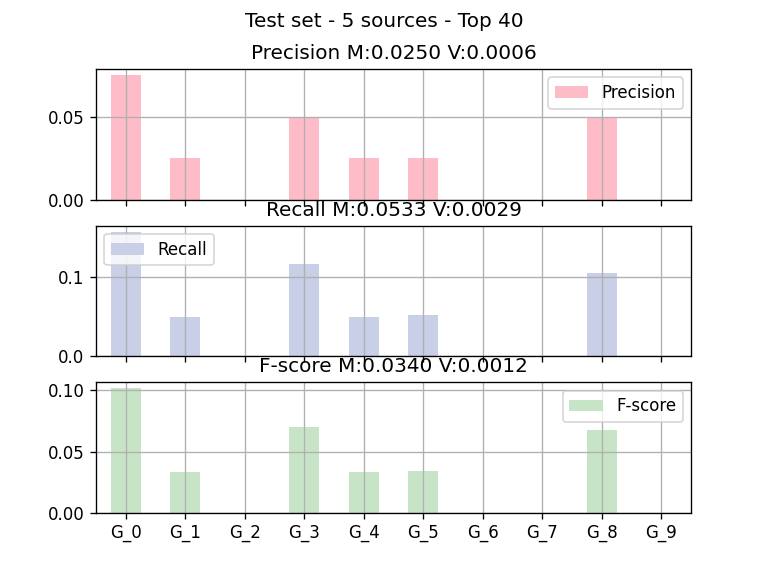 Test set - 5 sources - Top 40
Precision M:0.0250 V:0.0006
Precision
0.05
0.00
Recall M:0.0533 V:0.0029
Recall
0.1
0.0
F-score M:0.0340 V:0.0012
F-score
0.10
0.05
0.00
G_0 G_1 G_2 G_3 G_4 G_5 G_6 G_7 G_8 G_9